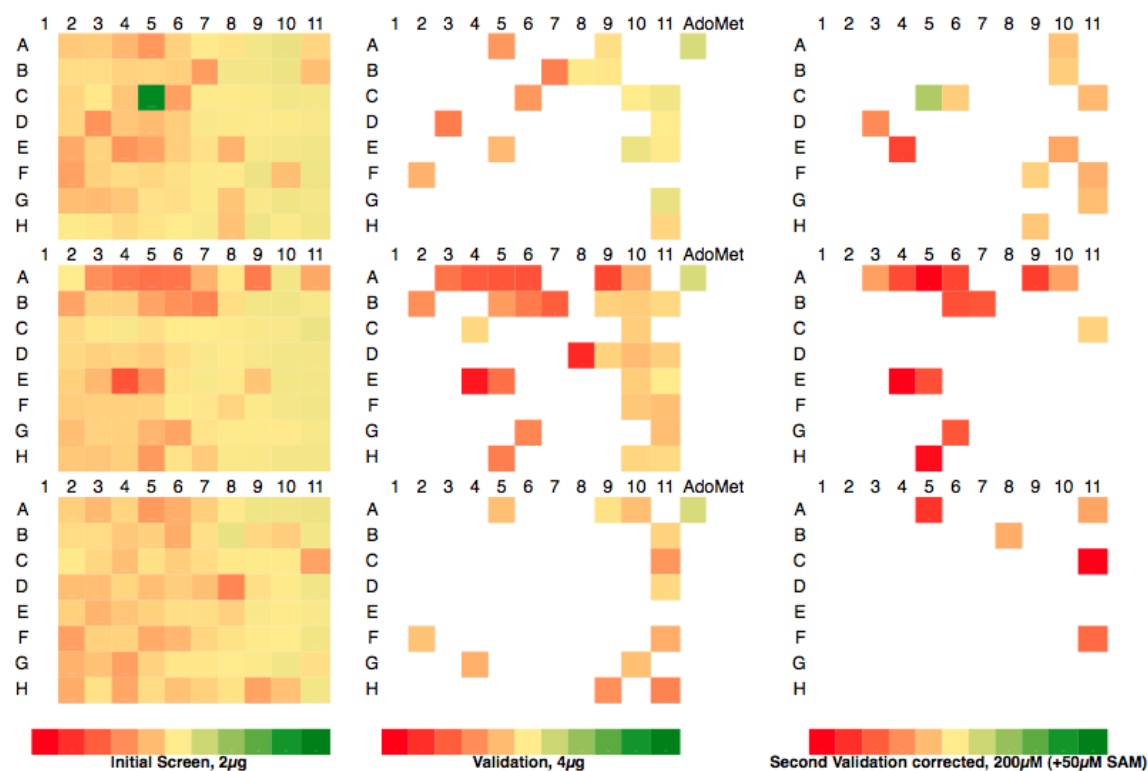 1 2 3 4 5 6 7 8 9 10 11 1 2 3 4 5 6 7 8 9 10 11 AdoMet 1 2 3 4 5 6 7 8 9 10 11
A A A
B B B
C C C
D D D
E E E
F F F
G G G
H H H
1 2 3 4 5 6 7 8 9 10 11 1 2 3 4 5 6 7 8 9 10 11 AdoMet 1 2 3 4 5 6 7 8 9 10 11
A A A
B B B
C C C
D D D
E E E
F F F
G G G
H H H
1 2 3 4 5 6 7 8 9 10 11 1 2 3 4 5 6 7 8 9 10 11 AdoMet 1 2 3 4 5 6 7 8 9 10 11
A A A
B B B
C C C
D D D
E E E
F F F
G G G
H H H
Initial Screen, 2µg Validation, 4µg Second Validation corrected, 200µM (+50µM SAM)